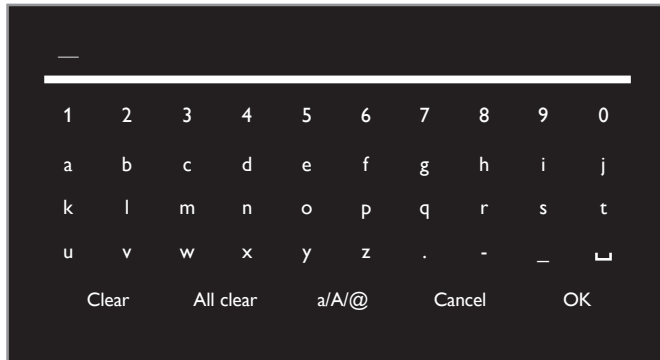 _
1 2 3 4 5 6 7 8 9 0
a b c d e f g h i j
k l m n o p q r s t
u v w x y z . - _ ␣
Clear All clear a/A/@ Cancel OK